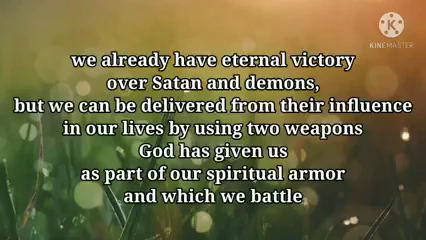 K
KINEMASTER
we already have eternal victory
over Satan and demons,
but we can be delivered from their influence
in our lives by using two weapons
God has given us
as part of our spiritual armor
and which we battle